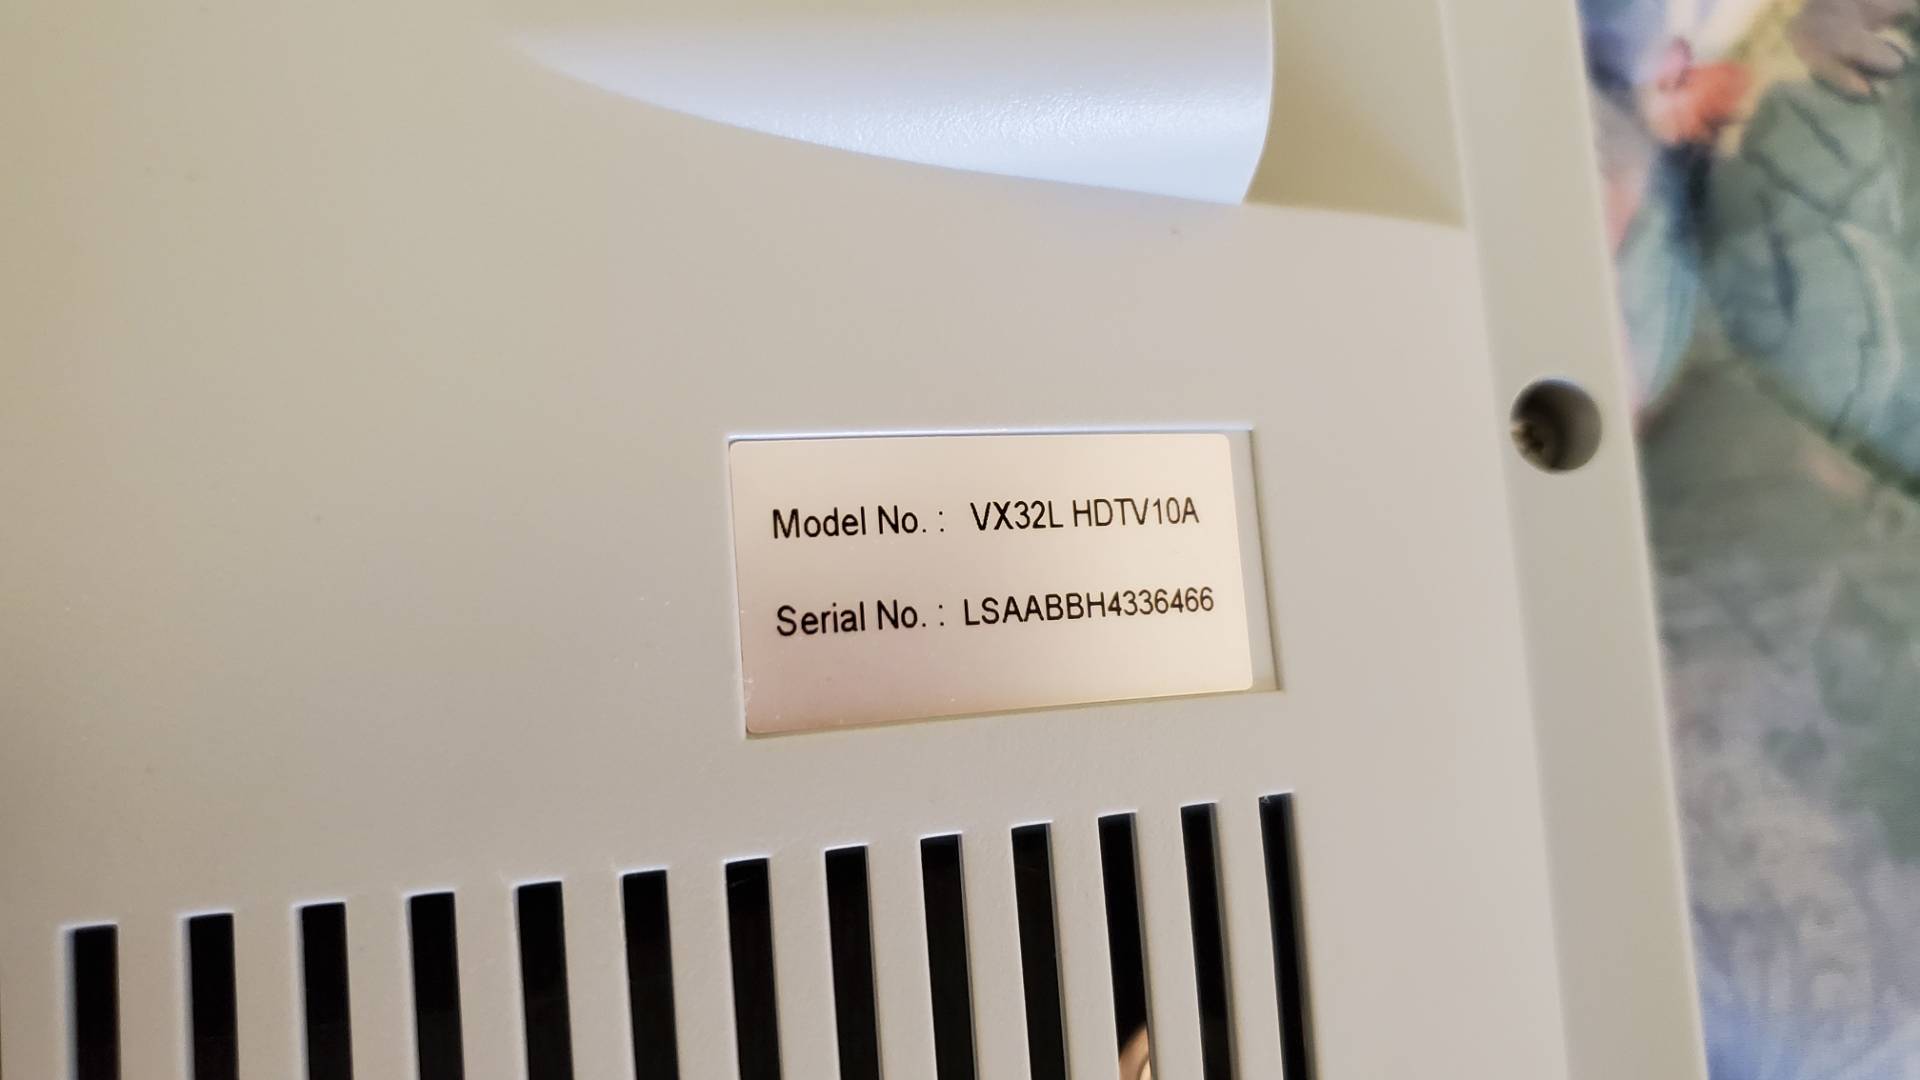 Model No. : VX32L HDTV10A
Serial No. : LSAABBH4336466